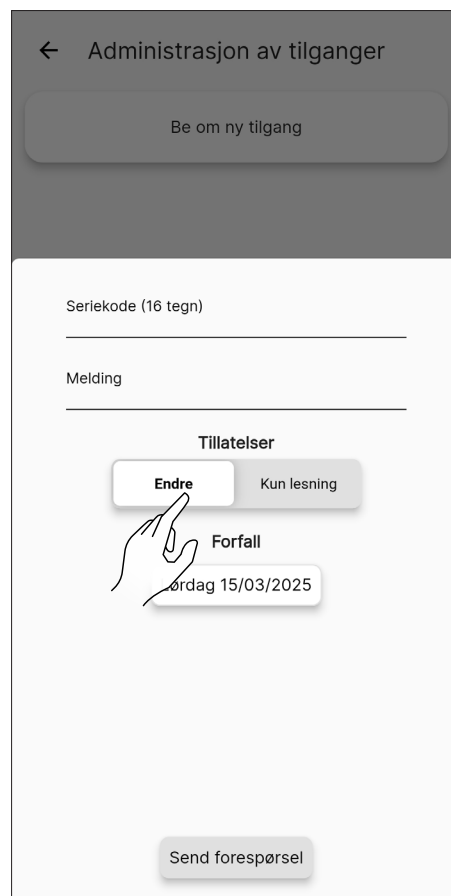 Administrasjon av tilganger
Be om ny tilgang
Seriekode (16 tegn)
Melding
Tillatelser
Endre
Kun lesning
Forfall
Lørdag 15/03/2025
Send forespørsel